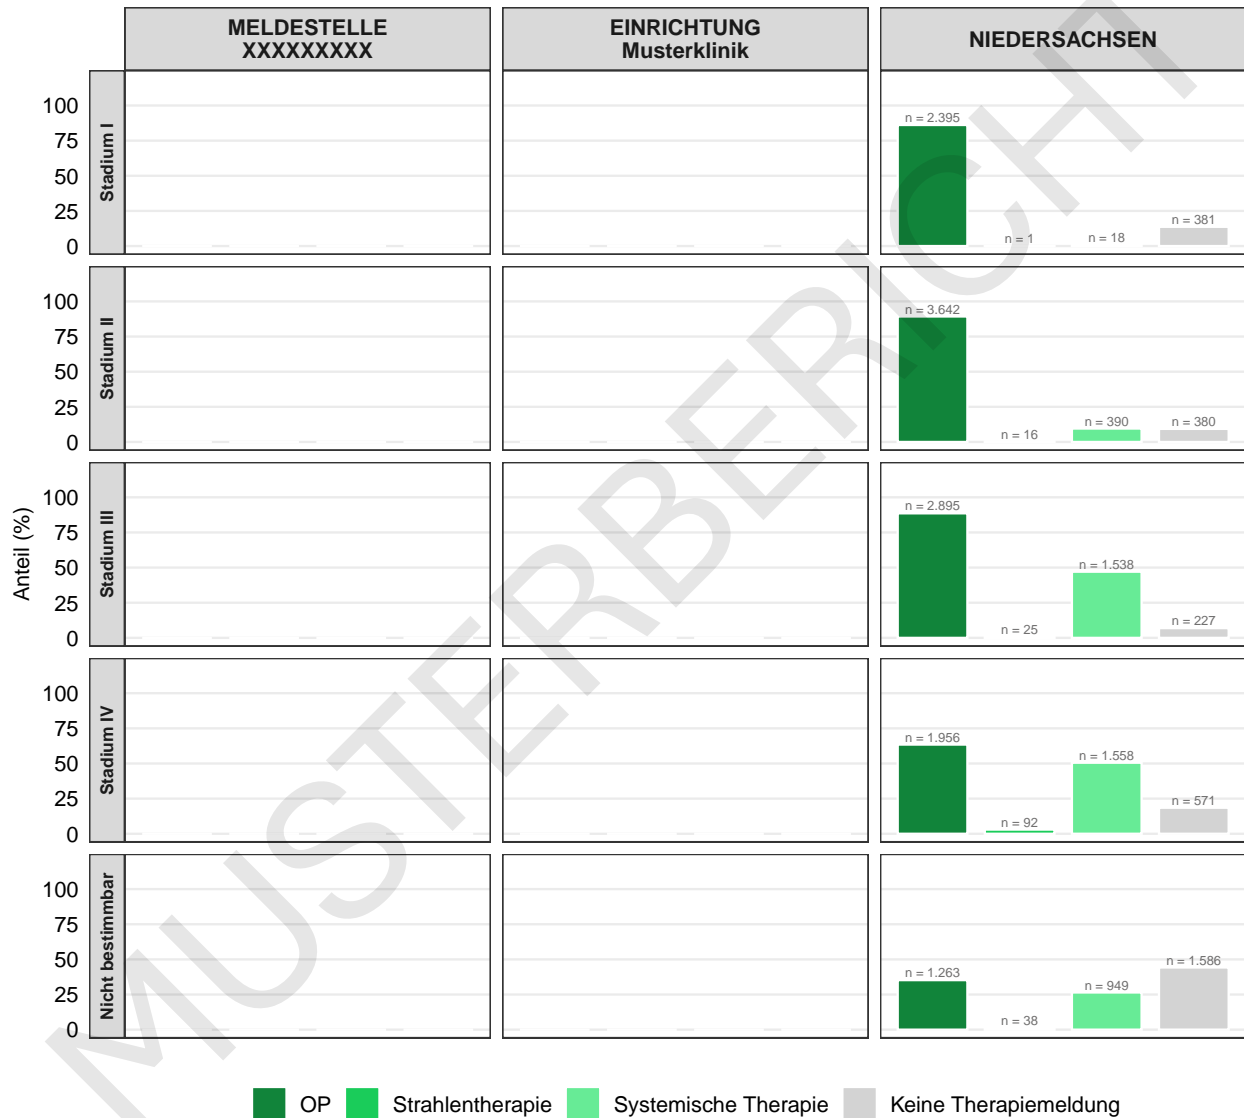 MELDESTELLE
XXXXXXXXX
EINRICHTUNG
Musterklinik
NIEDERSACHSEN
Anteil (%)
Stadium I
100
75
50
25
0
n = 2.395
n = 1
n = 18
n = 381
Stadium II
100
75
50
25
0
n = 3.642
n = 16
n = 390
n = 380
Stadium III
100
75
50
25
0
n = 2.895
n = 25
n = 1.538
n = 227
Stadium IV
100
75
50
25
0
n = 1.956
n = 92
n = 1.558
n = 571
Nicht bestimmbar
100
75
50
25
0
n = 1.263
n = 38
n = 949
n = 1.586
OP
Strahlentherapie
Systemische Therapie
Keine Therapiemeldung
MUSTERBERICHT